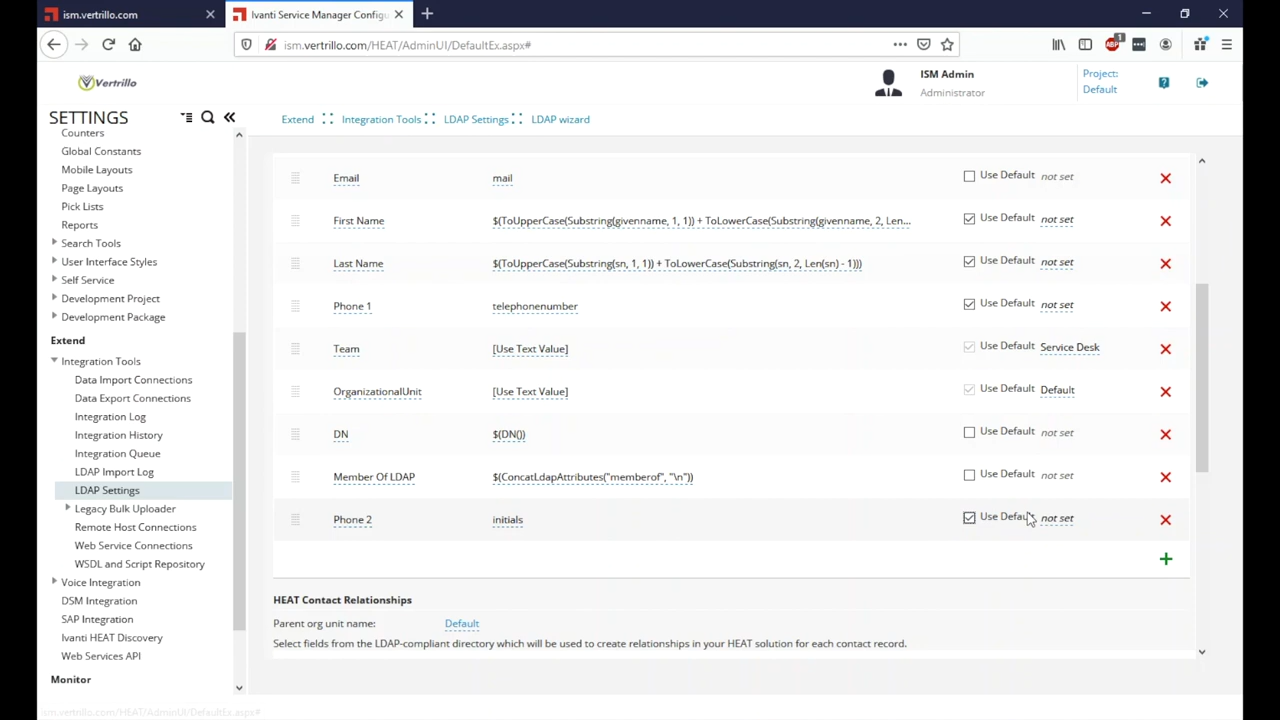 ism.vertrillo.com
Ivanti Service Manager Configu
ism.vertrillo.com/HEAT/AdminUI/DefaultEx.aspx#
ABP
1
Vertrillo
ISM Admin
Administrator
Project:
Default
SETTINGS
Extend
Integration Tools
LDAP Settings
LDAP wizard
Counters
Global Constants
Mobile Layouts
Page Layouts
Pick Lists
Reports
Search Tools
User Interface Styles
Self Service
Development Project
Development Package
Extend
Integration Tools
Data Import Connections
Data Export Connections
Integration Log
Integration History
Integration Queue
LDAP Import Log
LDAP Settings
Legacy Bulk Uploader
Remote Host Connections
Web Service Connections
WSDL and Script Repository
Voice Integration
DSM Integration
SAP Integration
Ivanti HEAT Discovery
Web Services API
Monitor
Email mail Use Default not set
First Name $(ToUpperCase(Substring(givenname, 1, 1)) + ToLowerCase(Substring(givenname, 2, Len... Use Default not set
Last Name $(ToUpperCase(Substring(sn, 1, 1)) + ToLowerCase(Substring(sn, 2, Len(sn) - 1))) Use Default not set
Phone 1 telephonenumber Use Default not set
Team [Use Text Value] Use Default Service Desk
OrganizationalUnit [Use Text Value] Use Default Default
DN $(DN()) Use Default not set
Member Of LDAP $(ConcatLdapAttributes("memberof", "\n")) Use Default not set
Phone 2 initials Use Default not set
HEAT Contact Relationships
Parent org unit name: Default
Select fields from the LDAP-compliant directory which will be used to create relationships in your HEAT solution for each contact record.
ism.vertrillo.com/HEAT/AdminUI/DefaultEx.aspx#